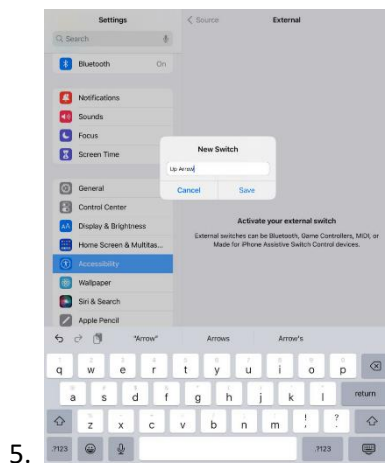 Settings
Source
External
Search
Bluetooth
On
Notifications
Sounds
Focus
Screen Time
New Switch
Up Arrow
Cancel
Save
General
Control Center
Display & Brightness
Home Screen & Multitas...
Accessibility
Wallpaper
Siri & Search
Apple Pencil
Activate your external switch
External switches can be Bluetooth, Game Controllers, MIDI, or
Made for iPhone Assistive Switch Control devices.
"Arrow"
Arrows
Arrow's
q w e r t y u i o p
a s d f g h j k l return
z x c v b n m ! ?
, .
.?123
.?123
5.